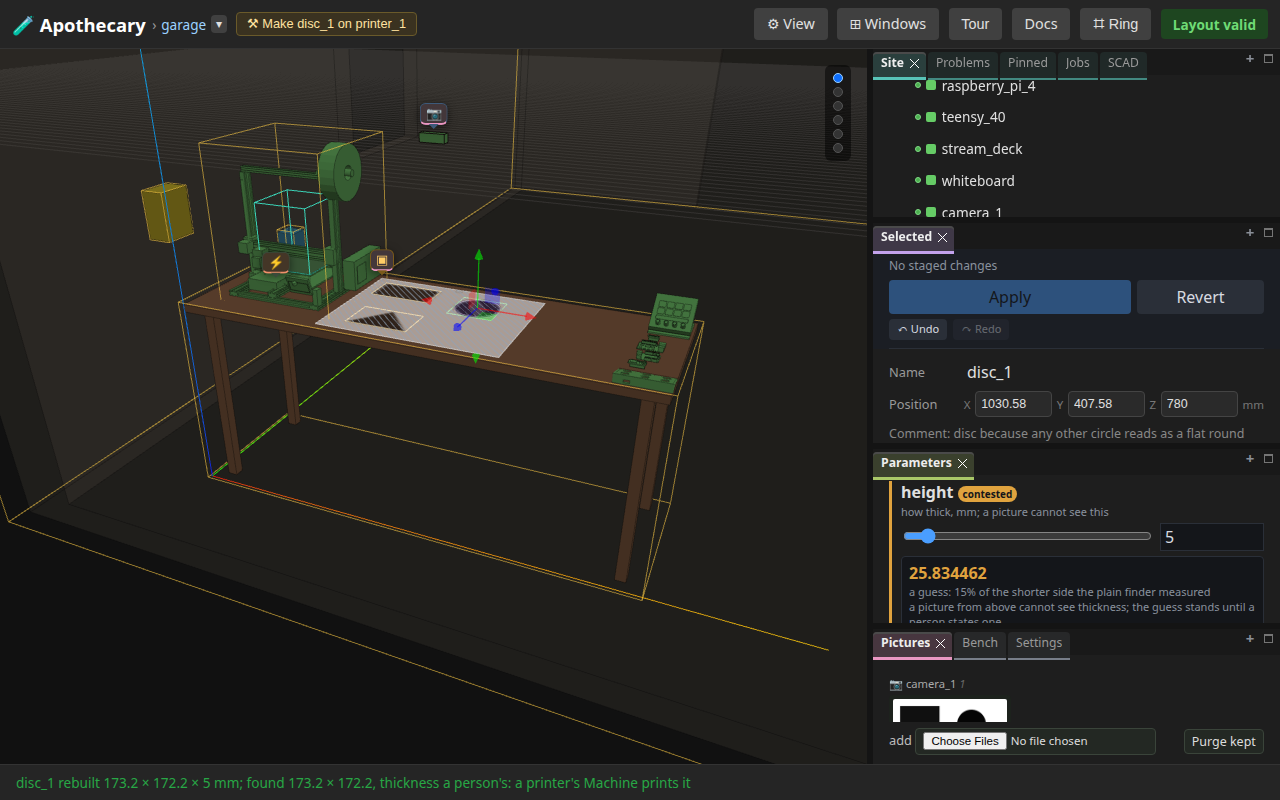 Apothecary › garage ▾
⚒ Make disc_1 on printer_1
⚙ View
⊞ Windows
Tour
Docs
⌗ Ring
Layout valid
Site
Problems
Pinned
Jobs
SCAD
raspberry_pi_4
teensy_40
stream_deck
whiteboard
camera_1
Selected
No staged changes
Apply
Revert
↶ Undo
↷ Redo
Name disc_1
Position X 1030.58 Y 407.58 Z 780 mm
Comment: disc because any other circle reads as a flat round
Parameters
height contested
how thick, mm; a picture cannot see this
5
25.834462
a guess: 15% of the shorter side the plain finder measured
a picture from above cannot see thickness; the guess stands until a
person states one
Pictures
Bench
Settings
camera_1 1
add Choose Files No file chosen
Purge kept
disc_1 rebuilt 173.2 × 172.2 × 5 mm; found 173.2 × 172.2, thickness a person's: a printer's Machine prints it